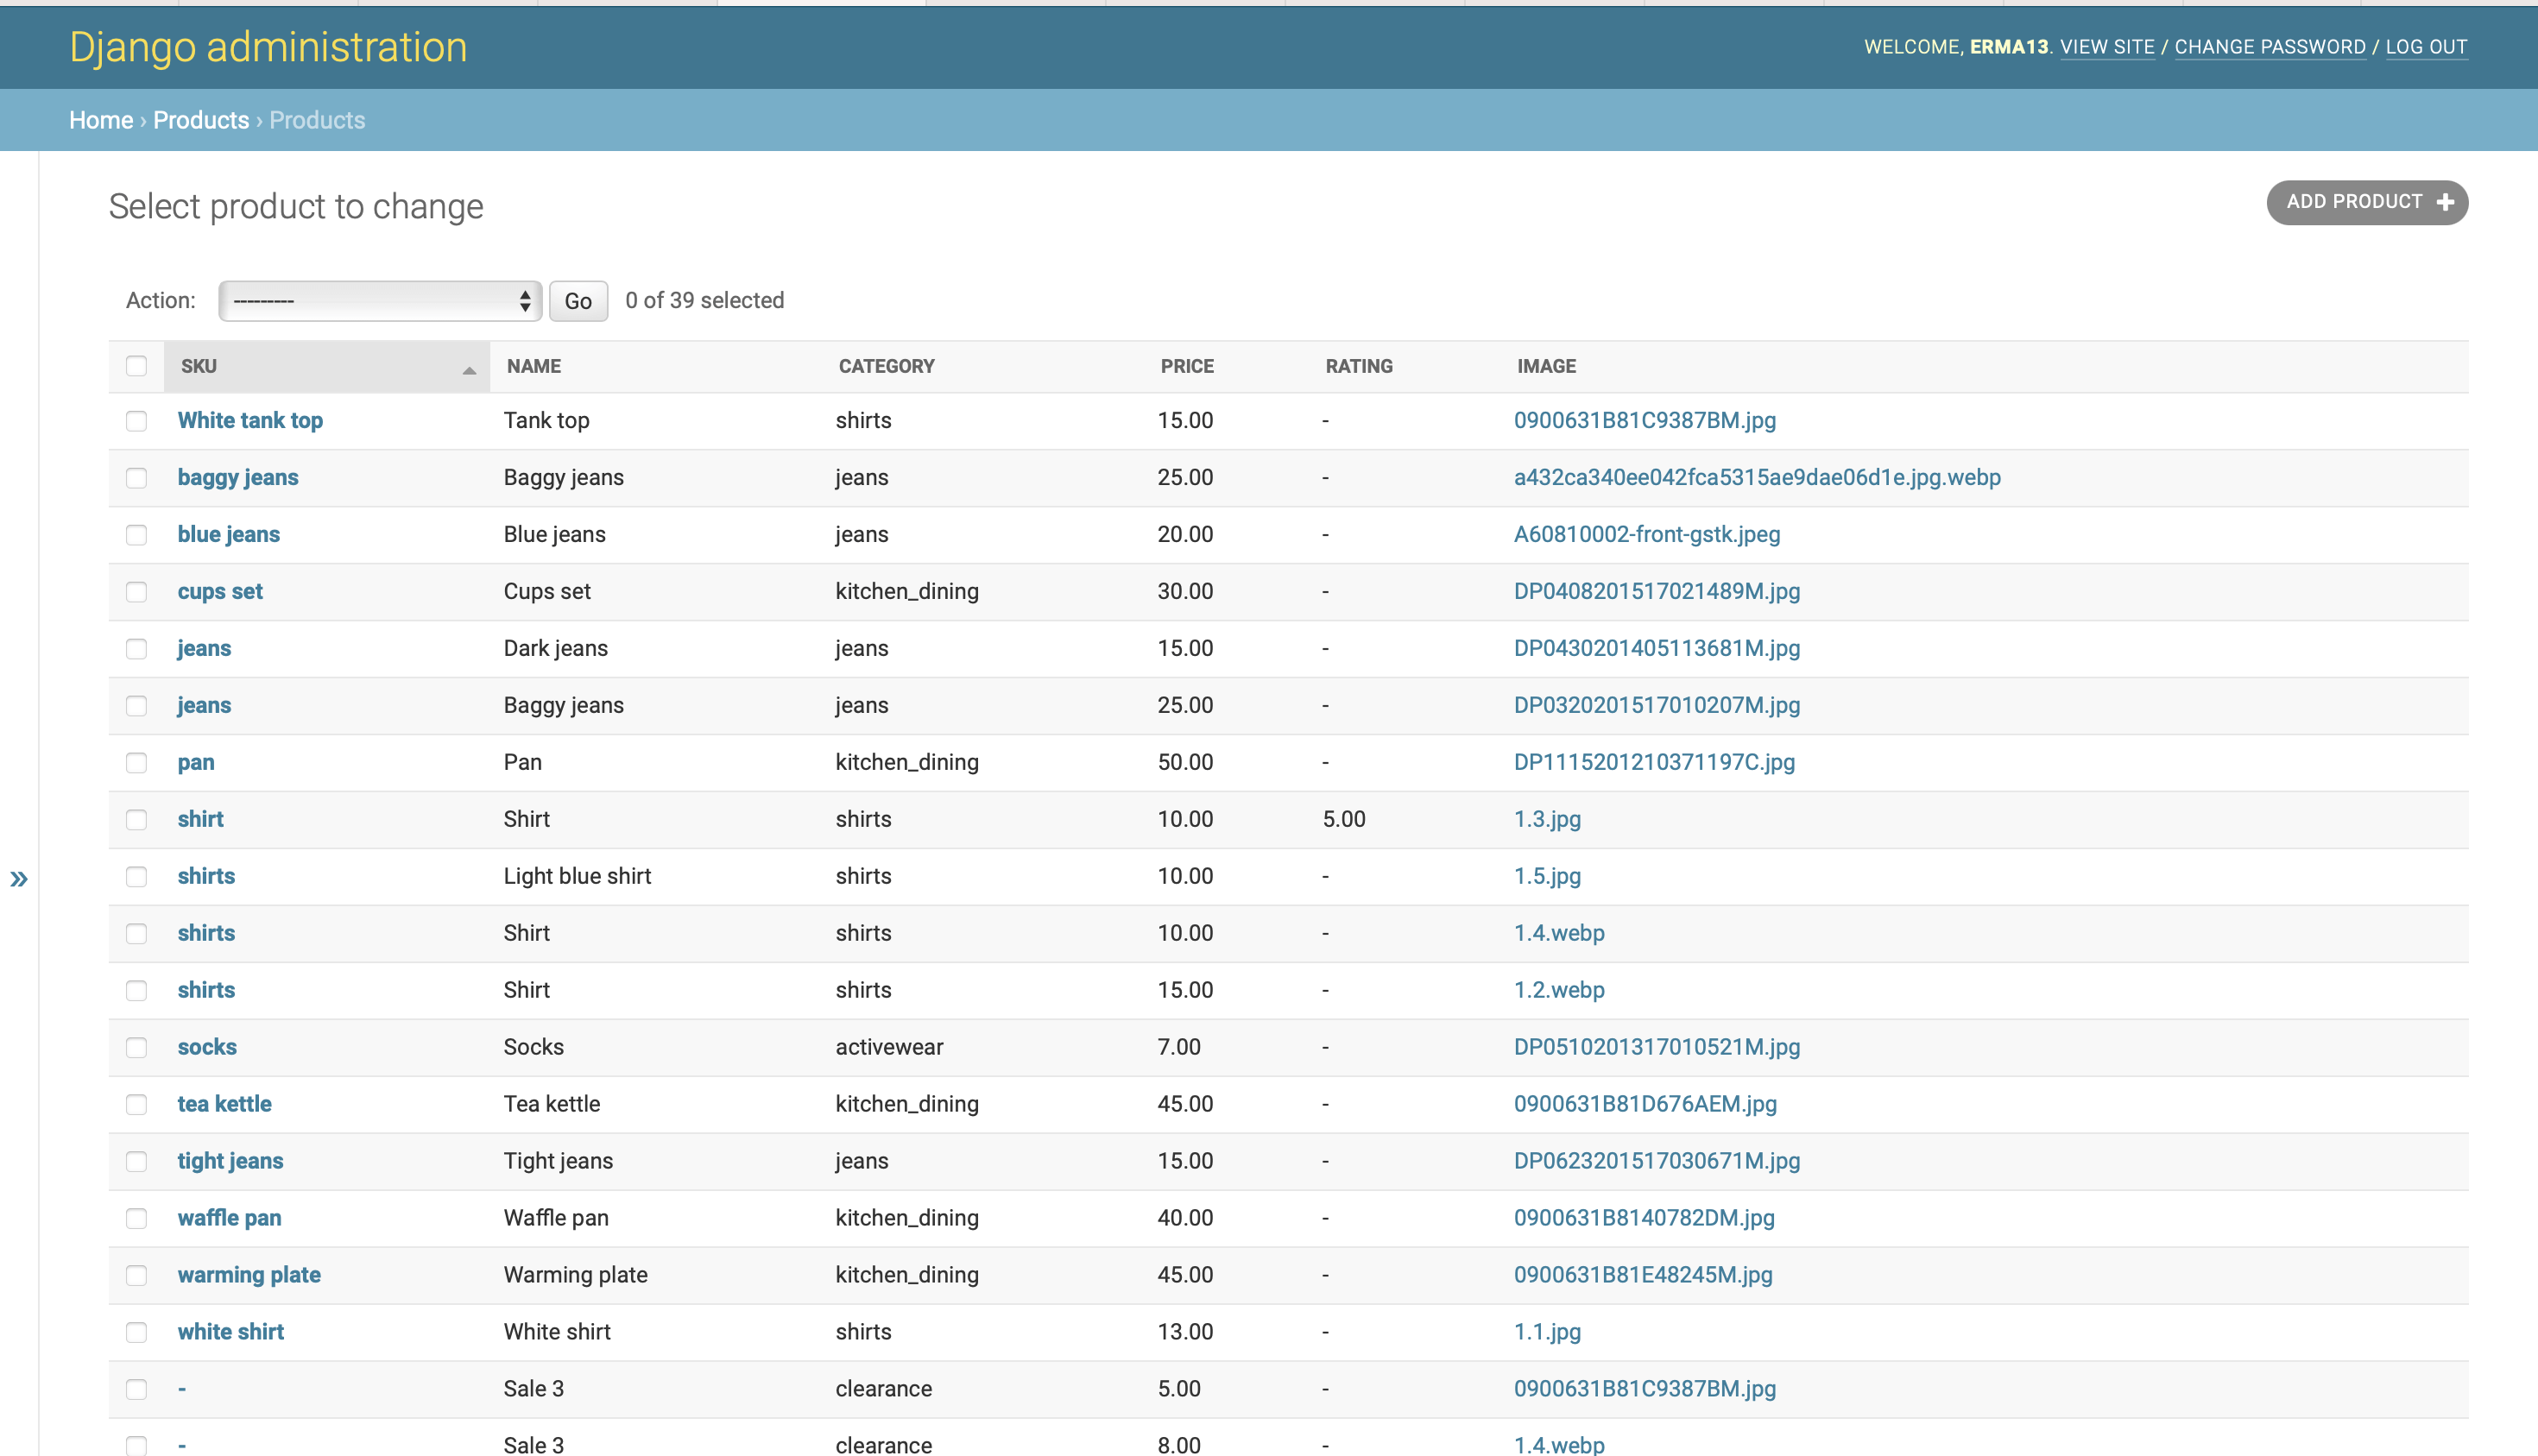 Django administration
WELCOME, ERMA13. VIEW SITE / CHANGE PASSWORD / LOG OUT
Home › Products › Products
Select product to change
ADD PRODUCT +
Action: --------- Go 0 of 39 selected
SKU NAME CATEGORY PRICE RATING IMAGE
White tank top Tank top shirts 15.00 - 0900631B81C9387BM.jpg
baggy jeans Baggy jeans jeans 25.00 - a432ca340ee042fca5315ae9dae06d1e.jpg.webp
blue jeans Blue jeans jeans 20.00 - A60810002-front-gstk.jpeg
cups set Cups set kitchen_dining 30.00 - DP0408201517021489M.jpg
jeans Dark jeans jeans 15.00 - DP0430201405113681M.jpg
jeans Baggy jeans jeans 25.00 - DP0320201517010207M.jpg
pan Pan kitchen_dining 50.00 - DP1115201210371197C.jpg
shirt Shirt shirts 10.00 5.00 1.3.jpg
»
shirts Light blue shirt shirts 10.00 - 1.5.jpg
shirts Shirt shirts 10.00 - 1.4.webp
shirts Shirt shirts 15.00 - 1.2.webp
socks Socks activewear 7.00 - DP0510201317010521M.jpg
tea kettle Tea kettle kitchen_dining 45.00 - 0900631B81D676AEM.jpg
tight jeans Tight jeans jeans 15.00 - DP0623201517030671M.jpg
waffle pan Waffle pan kitchen_dining 40.00 - 0900631B8140782DM.jpg
warming plate Warming plate kitchen_dining 45.00 - 0900631B81E48245M.jpg
white shirt White shirt shirts 13.00 - 1.1.jpg
- Sale 3 clearance 5.00 - 0900631B81C9387BM.jpg
- Sale 3 clearance 8.00 - 1.4.webp